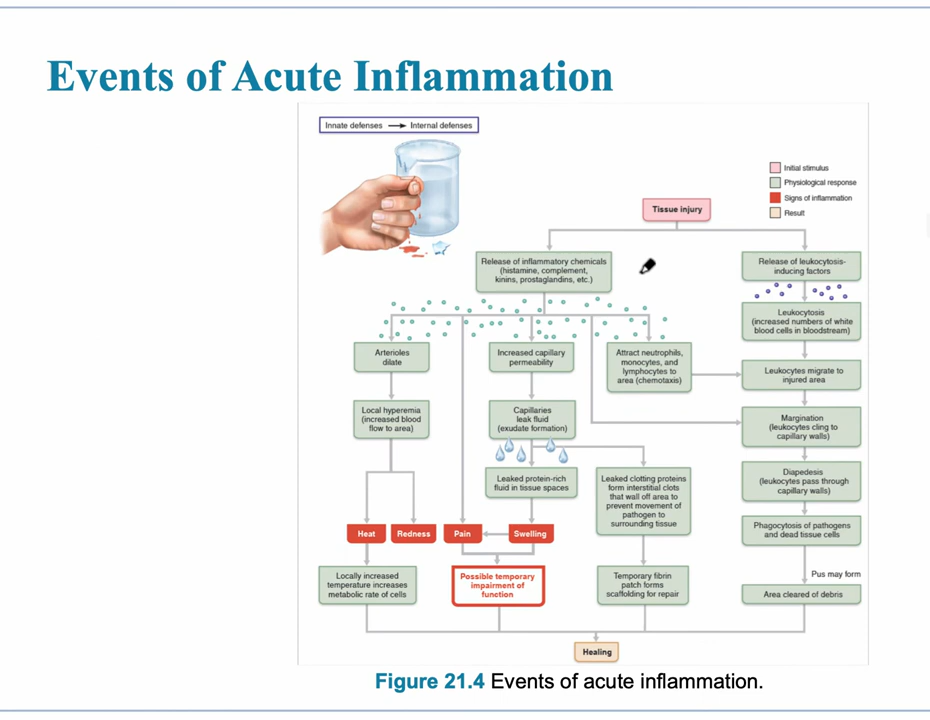 Events of Acute Inflammation
Innate defenses → Internal defenses
Initial stimulus
Physiological response
Signs of inflammation
Result
Tissue injury
Release of inflammatory chemicals
(histamine, complement,
kinins, prostaglandins, etc.)
Release of leukocytosis-
inducing factors
Leukocytosis
(increased numbers of white
blood cells in bloodstream)
Arterioles
dilate
Increased capillary
permeability
Attract neutrophils,
monocytes, and
lymphocytes to
area (chemotaxis)
Leukocytes migrate to
injured area
Local hyperemia
(increased blood
flow to area)
Capillaries
leak fluid
(exudate formation)
Margination
(leukocytes cling to
capillary walls)
Leaked protein-rich
fluid in tissue spaces
Leaked clotting proteins
form interstitial clots
that wall off area to
prevent movement of
pathogen to
surrounding tissue
Diapedesis
(leukocytes pass through
capillary walls)
Heat
Redness
Pain
Swelling
Phagocytosis of pathogens
and dead tissue cells
Locally increased
temperature increases
metabolic rate of cells
Possible temporary
impairment of
function
Temporary fibrin
patch forms
scaffolding for repair
Pus may form
Area cleared of debris
Healing
Figure 21.4 Events of acute inflammation.